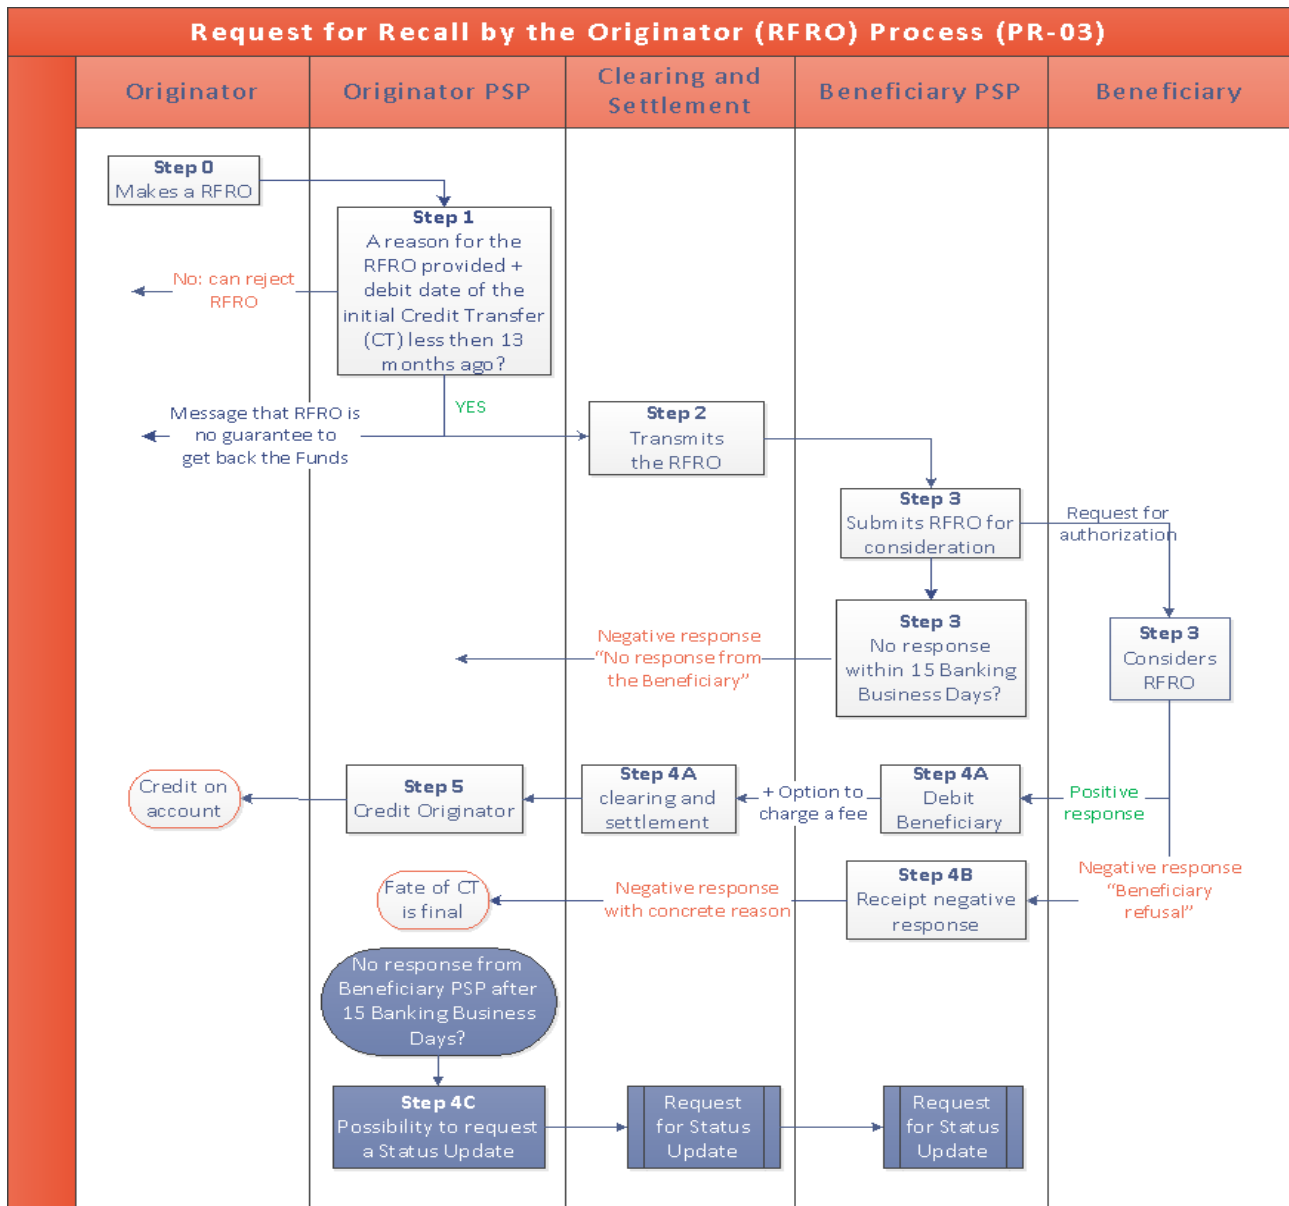 Request for Recall by the Originator (RFRO) Process (PR-03)
Originator
Originator PSP
Clearing and
Settlement
Beneficiary PSP
Beneficiary
Step 0
Makes a RFRO
Step 1
A reason for the
RFRO provided +
debit date of the
initial Credit Transfer
(CT) less then 13
months ago?
No: can reject
RFRO
YES
Message that RFRO is
no guarantee to
get back the Funds
Step 2
Transmits
the RFRO
Step 3
Submits RFRO for
consideration
Request for
authorization
Step 3
No response
within 15 Banking
Business Days?
Negative response
“No response from
the Beneficiary”
Step 3
Considers
RFRO
Credit on
account
Step 5
Credit Originator
Step 4A
clearing and
settlement
+ Option to
charge a fee
Step 4A
Debit
Beneficiary
Positive
response
Fate of CT
is final
Negative response
with concrete reason
Step 4B
Receipt negative
response
Negative response
“Beneficiary
refusal”
No response from
Beneficiary PSP after
15 Banking Business
Days?
Step 4C
Possibility to request
a Status Update
Request
for Status
Update
Request
for Status
Update